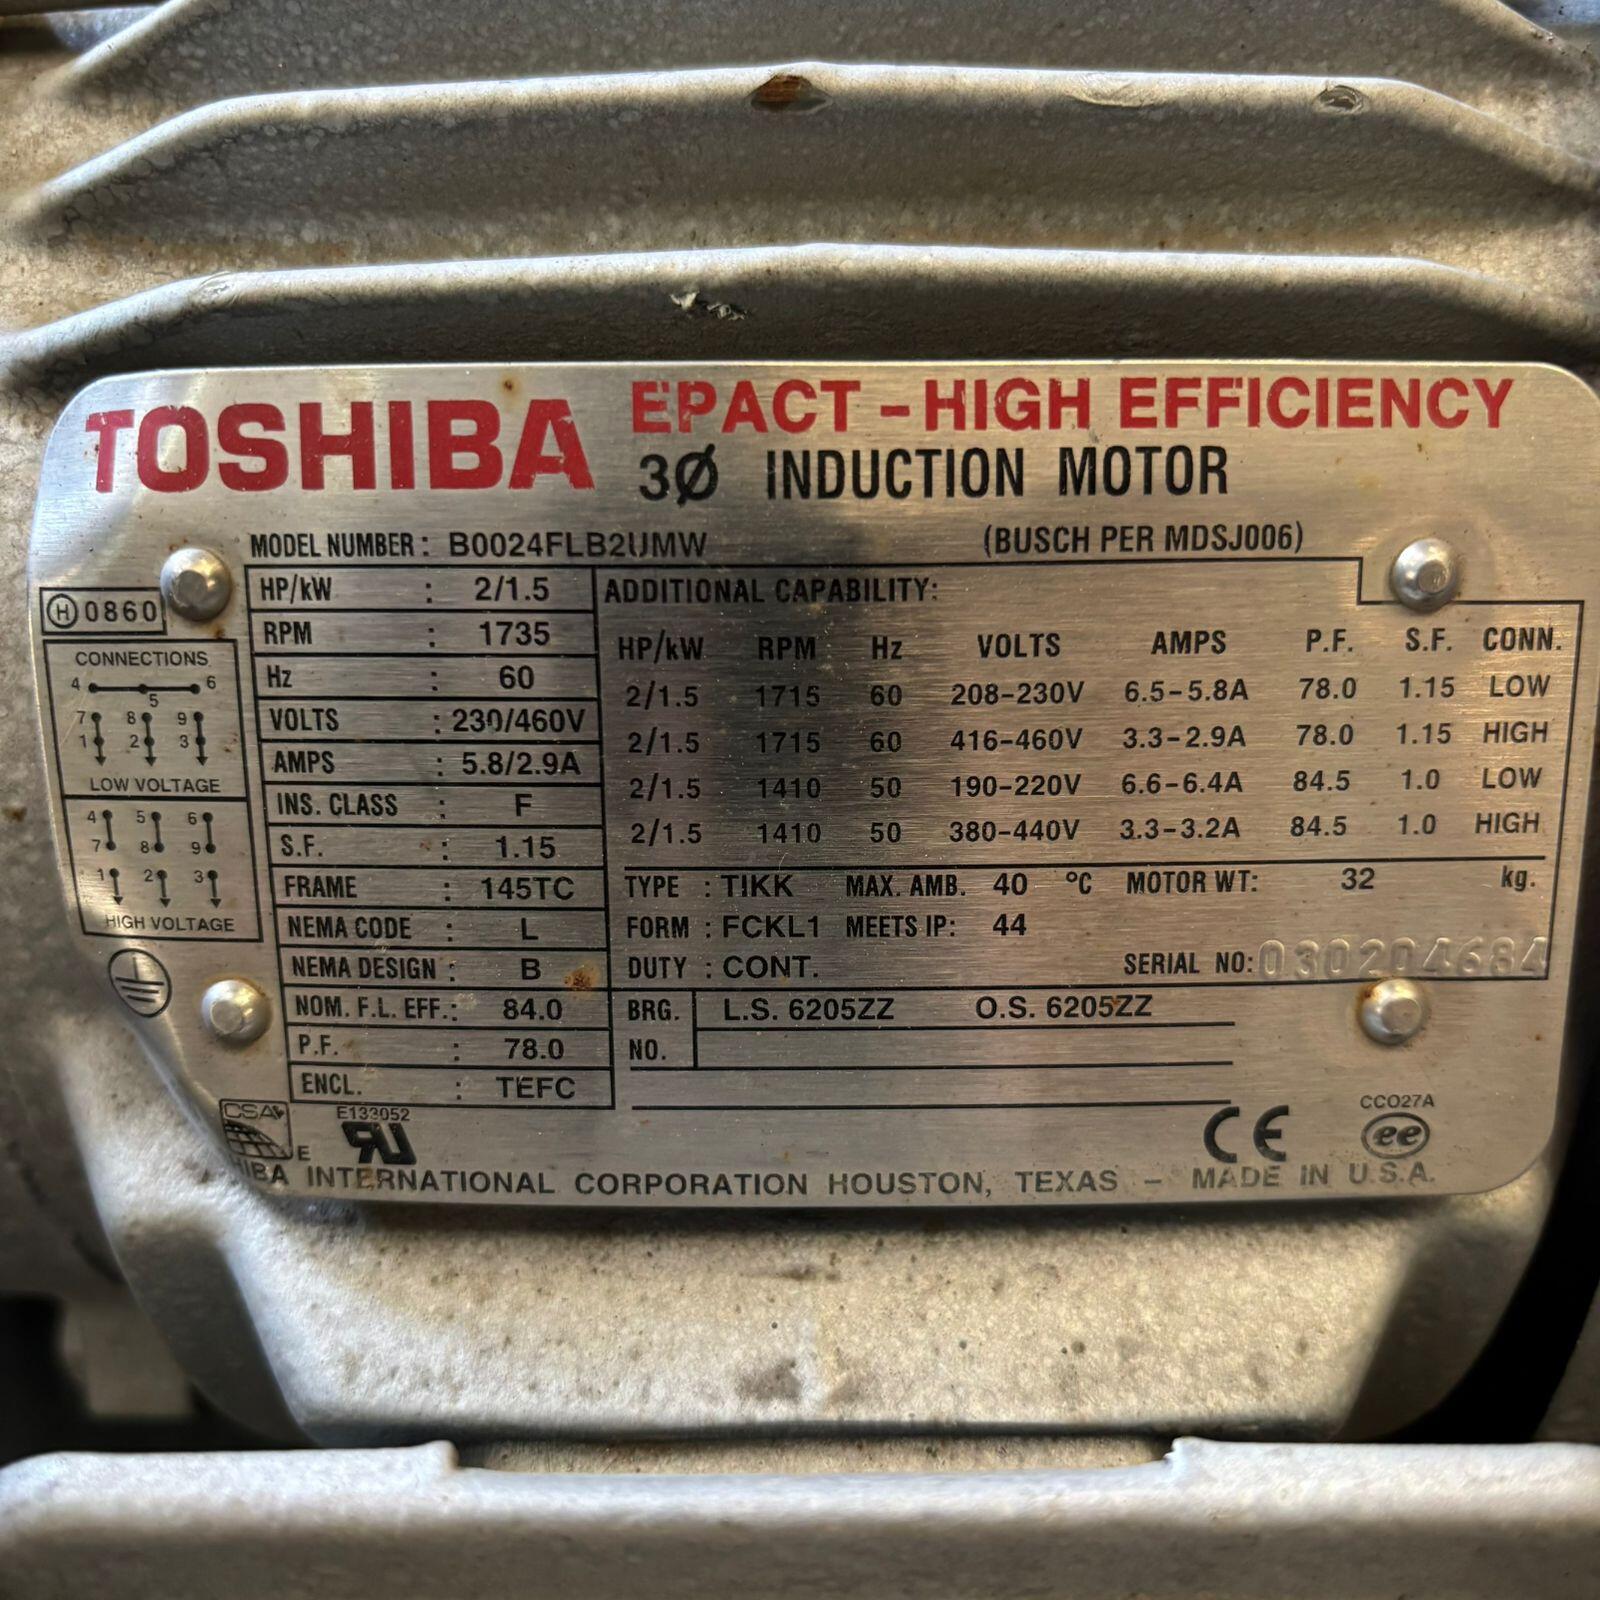 TOSHIBA
EPACT - HIGH EFFICIENCY
3Ø INDUCTION MOTOR
MODEL NUMBER : B0024FLB2UMW (BUSCH PER MDSJ006)
H 0860
CONNECTIONS
4 5 6
7 8 9
1 2 3
LOW VOLTAGE
4 5 6
7 8 9
1 2 3
HIGH VOLTAGE
HP/kW : 2/1.5
RPM : 1735
Hz : 60
VOLTS : 230/460V
AMPS : 5.8/2.9A
INS. CLASS : F
S.F. : 1.15
FRAME : 145TC
NEMA CODE : L
NEMA DESIGN : B
NOM. F.L. EFF.: 84.0
P.F. : 78.0
ENCL. : TEFC
ADDITIONAL CAPABILITY:
HP/kW RPM Hz VOLTS AMPS P.F. S.F. CONN.
2/1.5 1715 60 208-230V 6.5-5.8A 78.0 1.15 LOW
2/1.5 1715 60 416-460V 3.3-2.9A 78.0 1.15 HIGH
2/1.5 1410 50 190-220V 6.6-6.4A 84.5 1.0 LOW
2/1.5 1410 50 380-440V 3.3-3.2A 84.5 1.0 HIGH
TYPE : TIKK MAX. AMB. 40 °C MOTOR WT: 32 kg.
FORM : FCKL1 MEETS IP: 44
DUTY : CONT. SERIAL NO: 030204684
BRG. L.S. 6205ZZ O.S. 6205ZZ
NO.
CSA E
E133052
RU
CE
CC027A
ee
HIBA INTERNATIONAL CORPORATION HOUSTON, TEXAS - MADE IN U.S.A.